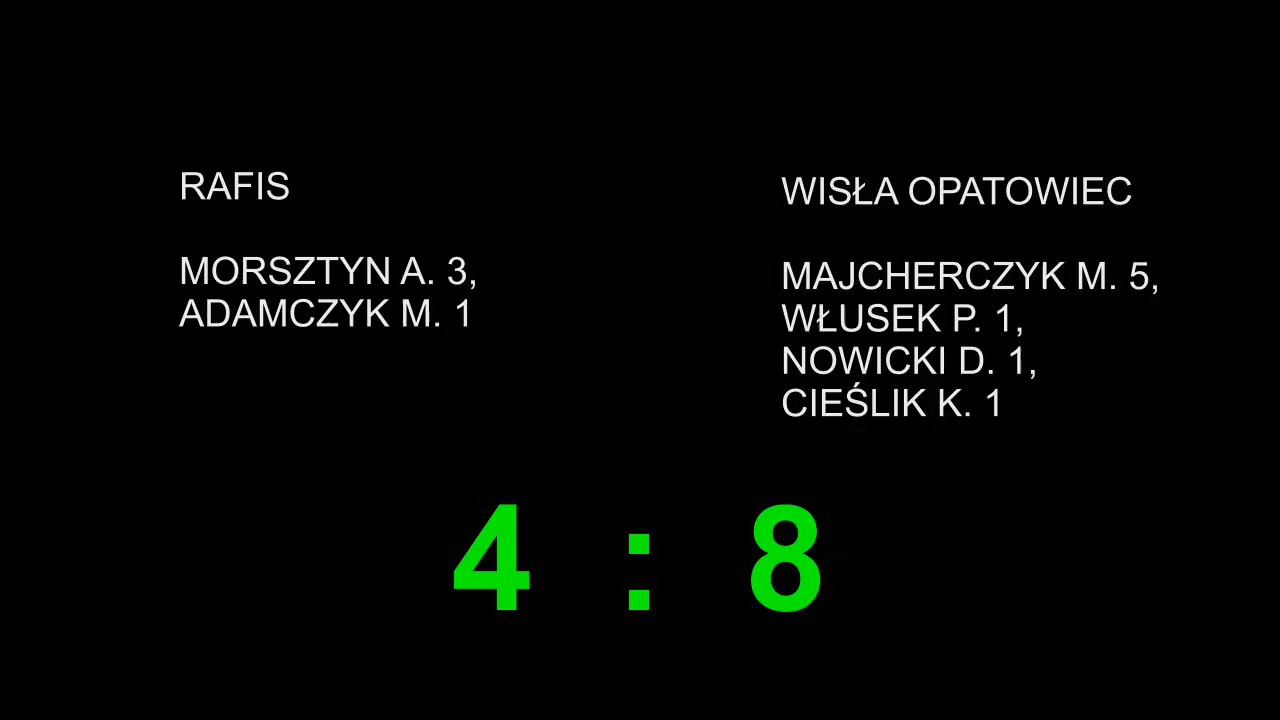 RAFIS
MORSZTYN A. 3,
ADAMCZYK M. 1
WISŁA OPATOWIEC
MAJCHERCZYK M. 5,
WŁUSEK P. 1,
NOWICKI D. 1,
CIEŚLIK K. 1
4 : 8